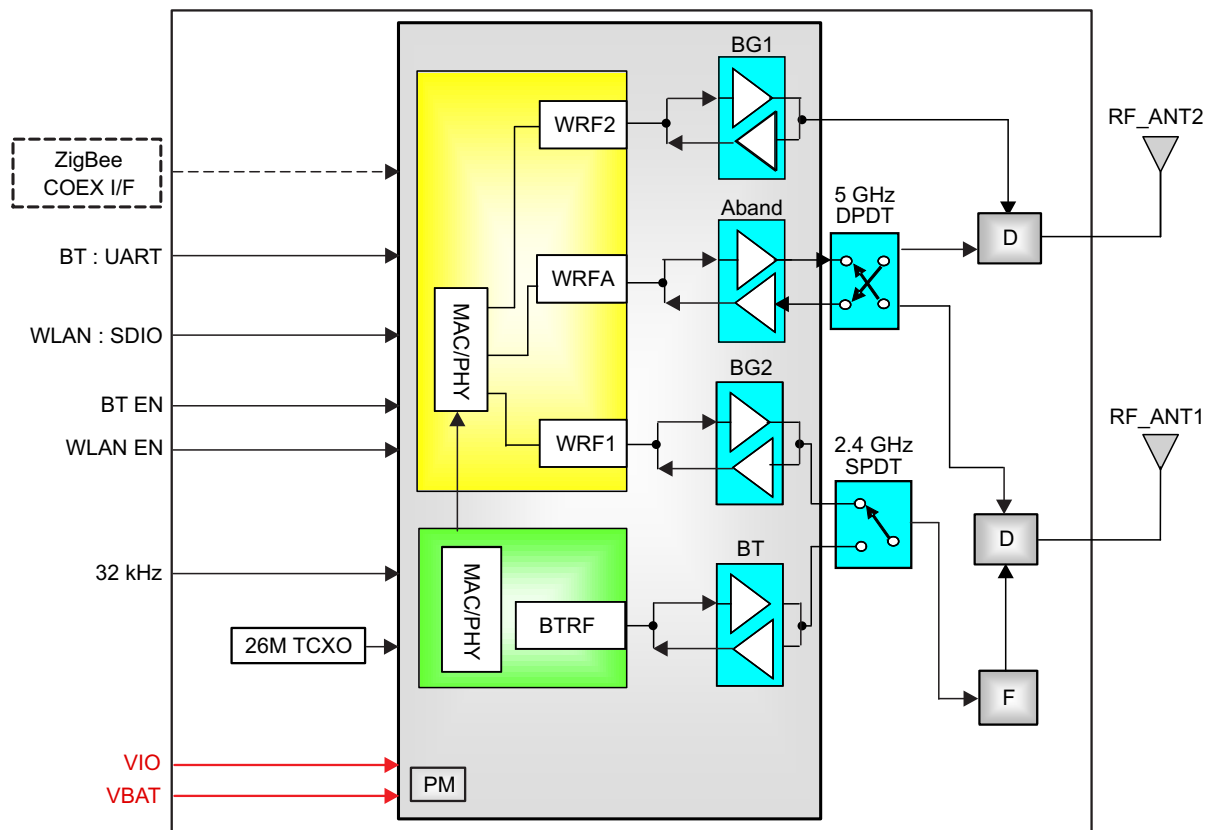 BG1
WRF2
RF_ANT2
ZigBee
COEX I/F
5 GHz
DPDT
Aband
D
BT : UART
WRFA
MAC/PHY
WLAN : SDIO
BG2
BT EN
RF_ANT1
WLAN EN
WRF1
2.4 GHz
SPDT
D
BT
32 kHz
MAC/PHY
BTRF
26M TCXO
F
VIO
PM
VBAT